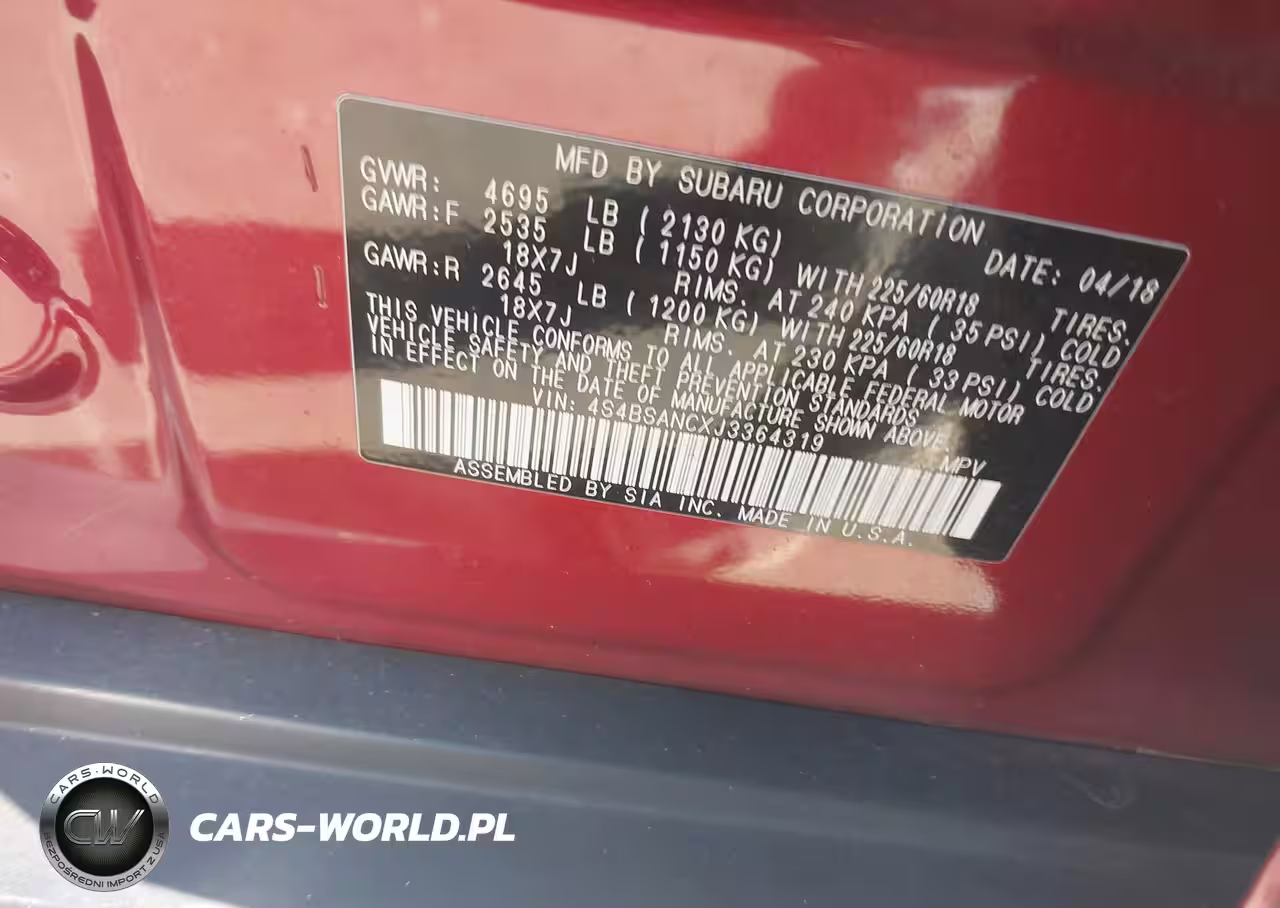 MFD BY SUBARU CORPORATION DATE: 04/18
GVWR: 4695 LB ( 2130 KG)
GAWR:F 2535 LB ( 1150 KG) WITH 225/60R18 TIRES.
18X7J RIMS. AT 240 KPA ( 35 PSI) COLD
GAWR:R 2645 LB ( 1200 KG) WITH 225/60R18 TIRES.
18X7J RIMS. AT 230 KPA ( 33 PSI) COLD.
THIS VEHICLE CONFORMS TO ALL APPLICABLE FEDERAL MOTOR
VEHICLE SAFETY AND THEFT PREVENTION STANDARDS
IN EFFECT ON THE DATE OF MANUFACTURE SHOWN ABOVE.
VIN: 4S4BSANCXJ3364319 MPV
ASSEMBLED BY SIA INC. MADE IN U.S.A.
CARS-WORLD
CW
BEZPOŚREDNI IMPORT Z USA
CARS-WORLD.PL